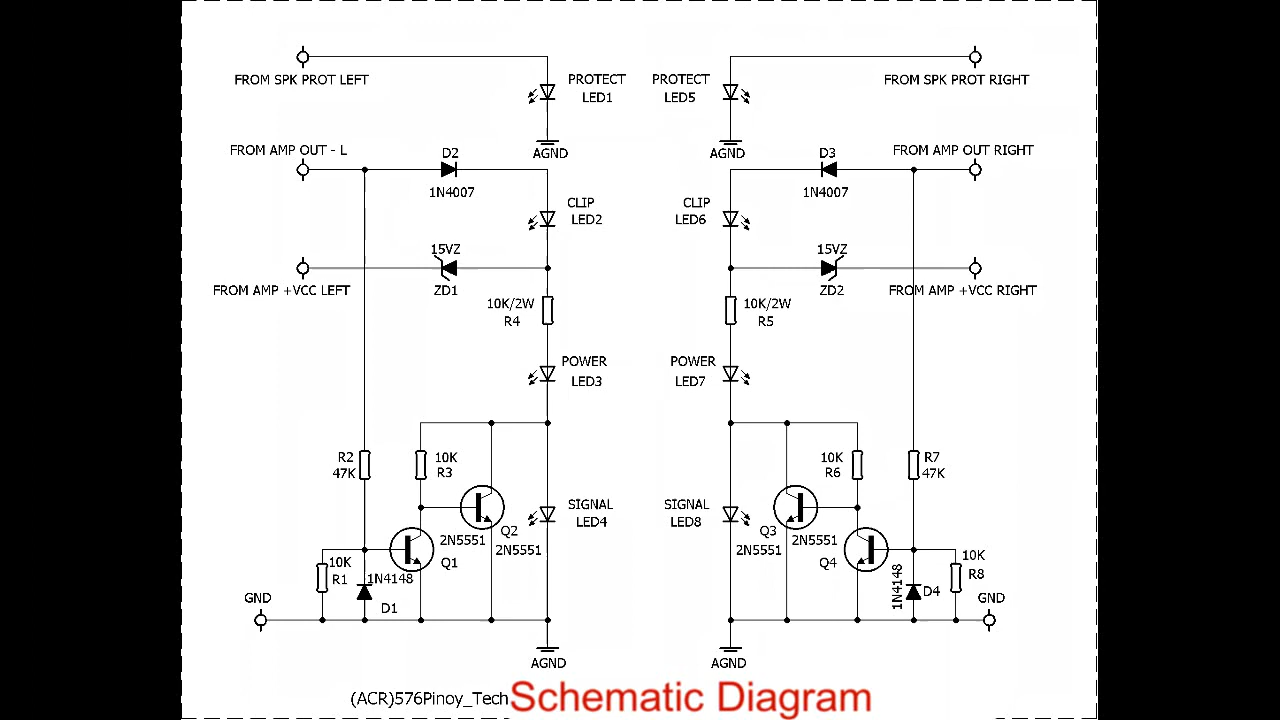 FROM SPK PROT LEFT
PROTECT
LED1
PROTECT
LED5
FROM SPK PROT RIGHT
FROM AMP OUT - L
D2
1N4007
AGND
AGND
D3
1N4007
FROM AMP OUT RIGHT
CLIP
LED2
CLIP
LED6
15VZ
ZD1
FROM AMP +VCC LEFT
15VZ
ZD2
FROM AMP +VCC RIGHT
10K/2W
R4
10K/2W
R5
POWER
LED3
POWER
LED7
R2
47K
10K
R3
10K
R6
R7
47K
SIGNAL
LED4
SIGNAL
LED8
Q2
2N5551
2N5551
Q1
Q3
2N5551
2N5551
Q4
10K
R1
1N4148
D1
1N4148
D4
10K
R8
GND
GND
AGND
AGND
(ACR)576Pinoy_Tech
Schematic Diagram